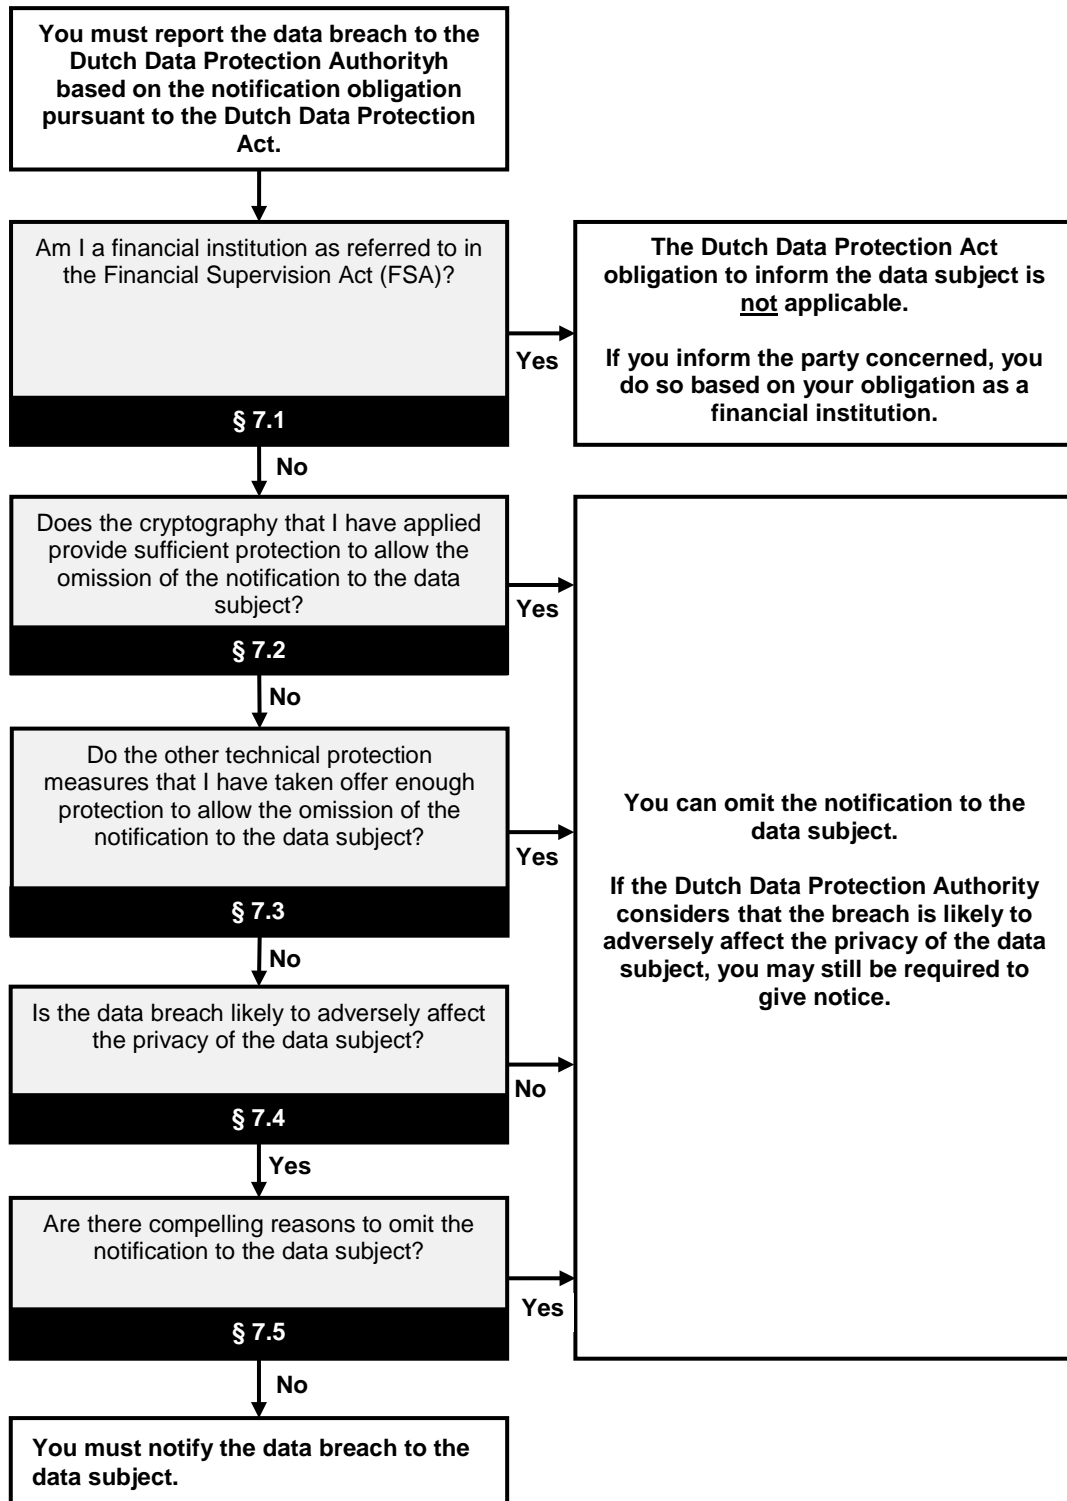 You must report the data breach to the
Dutch Data Protection Authorityh
based on the notification obligation
pursuant to the Dutch Data Protection
Act.
Am I a financial institution as referred to in
the Financial Supervision Act (FSA)?
§ 7.1
Yes
The Dutch Data Protection Act
obligation to inform the data subject is
not applicable.
If you inform the party concerned, you
do so based on your obligation as a
financial institution.
No
Does the cryptography that I have applied
provide sufficient protection to allow the
omission of the notification to the data
subject?
§ 7.2
Yes
No
Do the other technical protection
measures that I have taken offer enough
protection to allow the omission of the
notification to the data subject?
§ 7.3
Yes
You can omit the notification to the
data subject.
If the Dutch Data Protection Authority
considers that the breach is likely to
adversely affect the privacy of the data
subject, you may still be required to
give notice.
No
Is the data breach likely to adversely affect
the privacy of the data subject?
§ 7.4
No
Yes
Are there compelling reasons to omit the
notification to the data subject?
§ 7.5
Yes
No
You must notify the data breach to the
data subject.